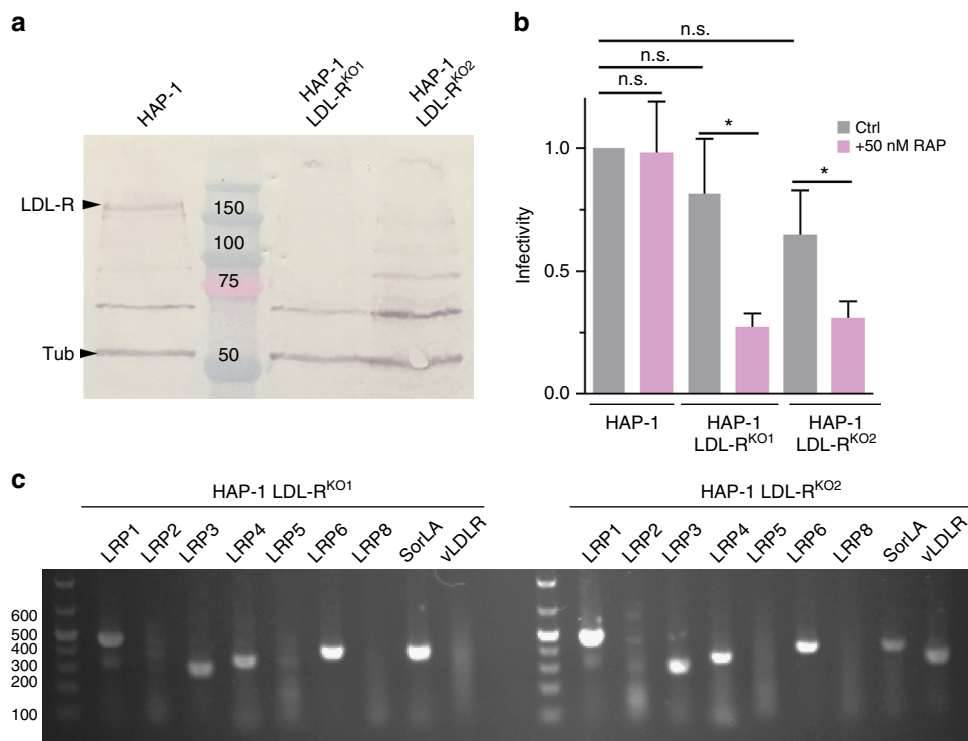 a
HAP-1
HAP-1
LDL-R^KO1
HAP-1
LDL-R^KO2
LDL-R
150
100
75
Tub
50
b
n.s.
n.s.
n.s.
*
*
Ctrl
+50 nM RAP
Infectivity
1.0
0.5
0.0
HAP-1
HAP-1
LDL-R^KO1
HAP-1
LDL-R^KO2
c
HAP-1 LDL-R^KO1
HAP-1 LDL-R^KO2
LRP1 LRP2 LRP3 LRP4 LRP5 LRP6 LRP8 SorLA vLDLR
LRP1 LRP2 LRP3 LRP4 LRP5 LRP6 LRP8 SorLA vLDLR
600
500
400
300
200
100